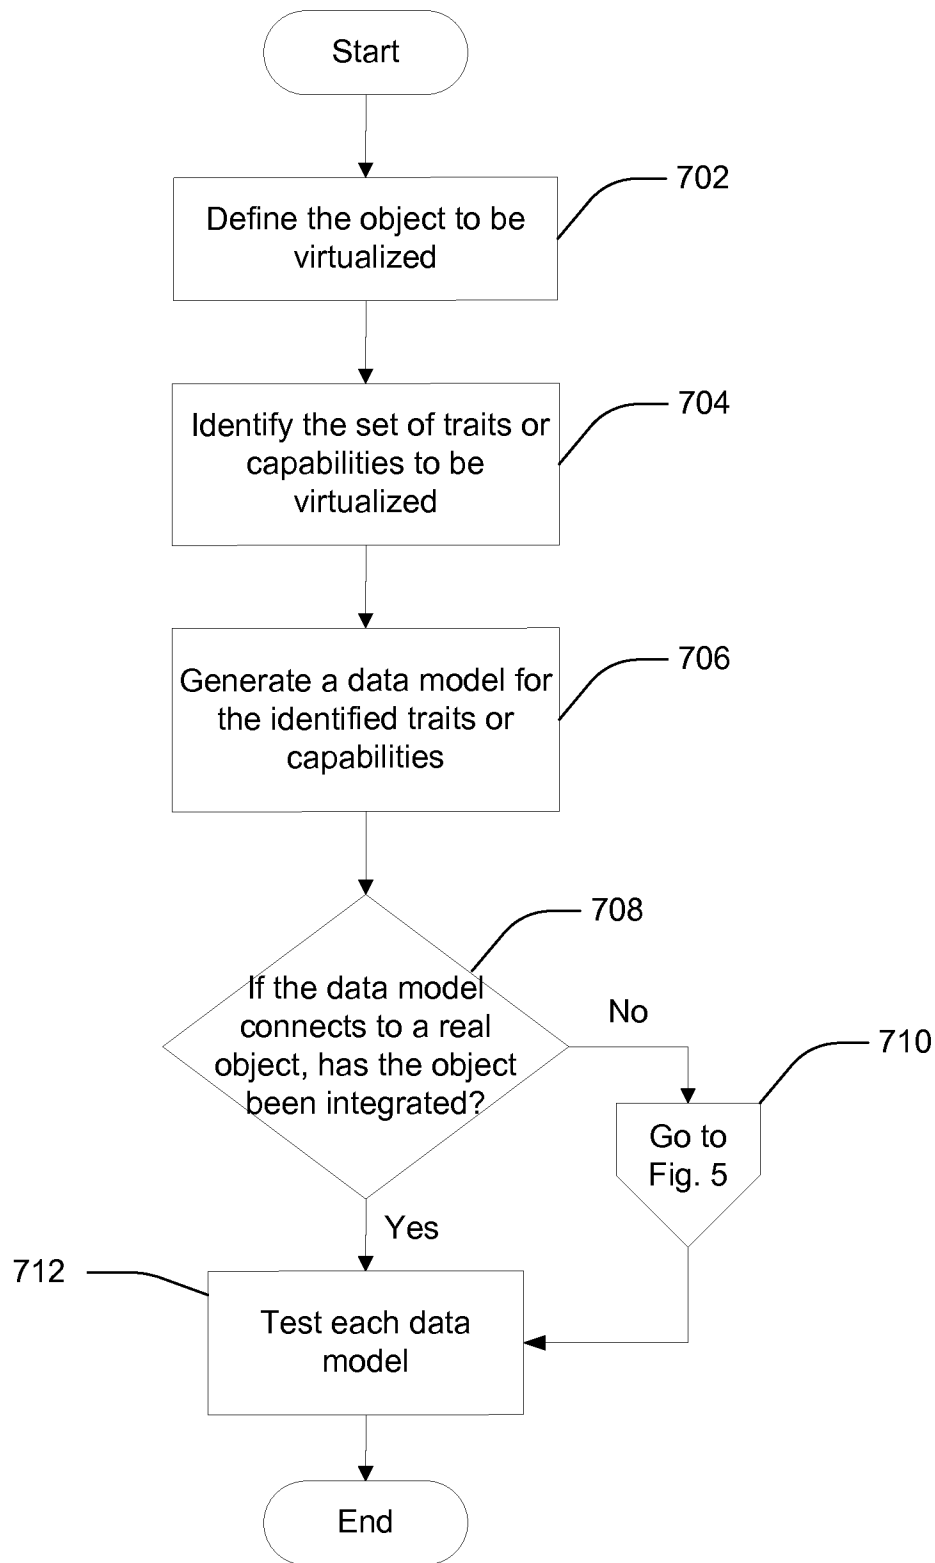 Start
702
Define the object to be
virtualized
704
Identify the set of traits or
capabilities to be
virtualized
706
Generate a data model for
the identified traits or
capabilities
708
If the data model
connects to a real
object, has the object
been integrated?
No
710
Go to
Fig. 5
Yes
712
Test each data
model
End